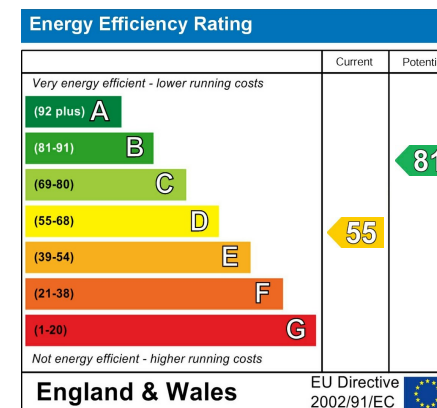 Energy Efficiency Rating
Current Potenti
Very energy efficient - lower running costs
(92 plus) A
(81-91) B
81
(69-80) C
(55-68) D
55
(39-54) E
(21-38) F
(1-20) G
Not energy efficient - higher running costs
England & Wales
EU Directive
2002/91/EC